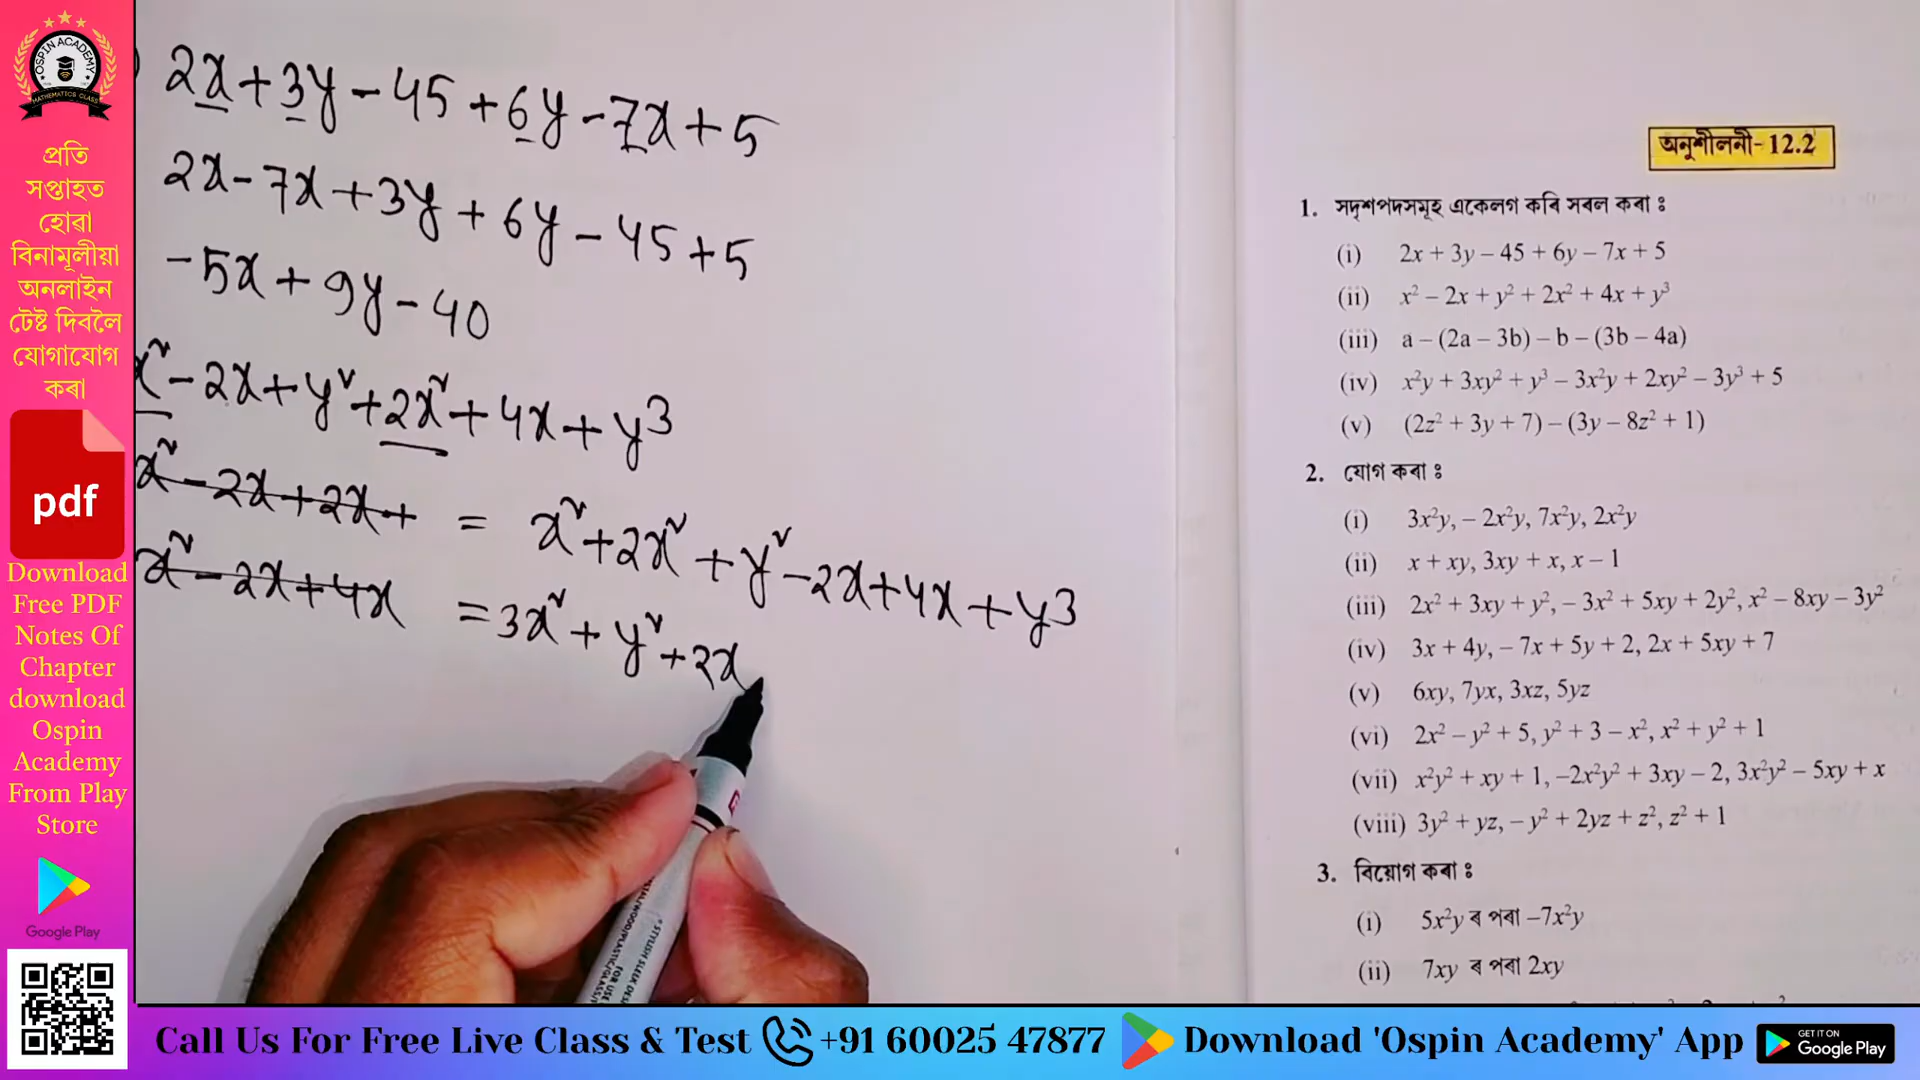 OSPIN ACADEMY
MATHEMATICS CLASS
প্ৰতি
সপ্তাহত
হোৱা
বিনামূলীয়া
অনলাইন
টেষ্ট দিবলৈ
যোগাযোগ
কৰা
pdf
Download
Free PDF
Notes Of
Chapter
download
Ospin
Academy
From Play
Store
Google Play
2x + 3y - 45 + 6y - 7x + 5
2x - 7x + 3y + 6y - 45 + 5
-5x + 9y - 40
x² - 2x + y² + 2x² + 4x + y³
x² - 2x + 2x +
= x² + 2x² + y² - 2x + 4x + y³
x² - 2x + 4x
= 3x² + y² + 2x
অনুশীলনী- 12.2
1. সদৃশপদসমূহ একেলগ কৰি সৰল কৰা ঃ
(i) 2x + 3y – 45 + 6y – 7x + 5
(ii) x² – 2x + y² + 2x² + 4x + y³
(iii) a – (2a – 3b) – b – (3b – 4a)
(iv) x²y + 3xy² + y³ – 3x²y + 2xy² – 3y³ + 5
(v) (2z² + 3y + 7) – (3y – 8z² + 1)
2. যোগ কৰা ঃ
(i) 3x²y, – 2x²y, 7x²y, 2x²y
(ii) x + xy, 3xy + x, x – 1
(iii) 2x² + 3xy + y², – 3x² + 5xy + 2y², x² – 8xy – 3y²
(iv) 3x + 4y, – 7x + 5y + 2, 2x + 5xy + 7
(v) 6xy, 7yx, 3xz, 5yz
(vi) 2x² – y² + 5, y² + 3 – x², x² + y² + 1
(vii) x²y² + xy + 1, –2x²y² + 3xy – 2, 3x²y² – 5xy + x
(viii) 3y² + yz, – y² + 2yz + z², z² + 1
3. বিয়োগ কৰা ঃ
(i) 5x²y ৰ পৰা –7x²y
(ii) 7xy ৰ পৰা 2xy
Call Us For Free Live Class & Test +91 60025 47877 Download 'Ospin Academy' App
GET IT ON
Google Play